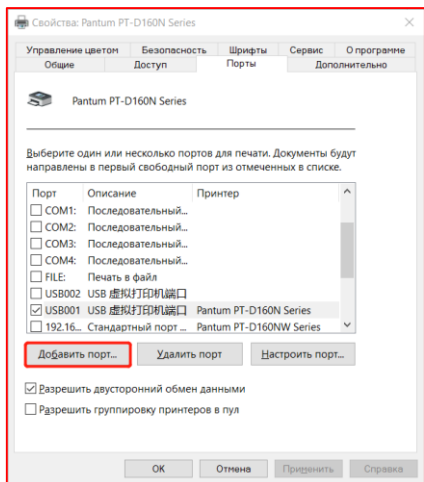 Свойства: Pantum PT-D160N Series
Управление цветом Безопасность Шрифты Сервис О программе
Общие Доступ Порты Дополнительно
Pantum PT-D160N Series
Выберите один или несколько портов для печати. Документы будут
направлены в первый свободный порт из отмеченных в списке.
Порт Описание Принтер
COM1: Последовательный...
COM2: Последовательный...
COM3: Последовательный...
COM4: Последовательный...
FILE: Печать в файл
USB002 USB 虚拟打印机端口
USB001 USB 虚拟打印机端口 Pantum PT-D160N Series
192.16... Стандартный порт ... Pantum PT-D160NW Series
Добавить порт... Удалить порт Настроить порт...
Разрешить двусторонний обмен данными
Разрешить группировку принтеров в пул
ОК Отмена Применить Справка